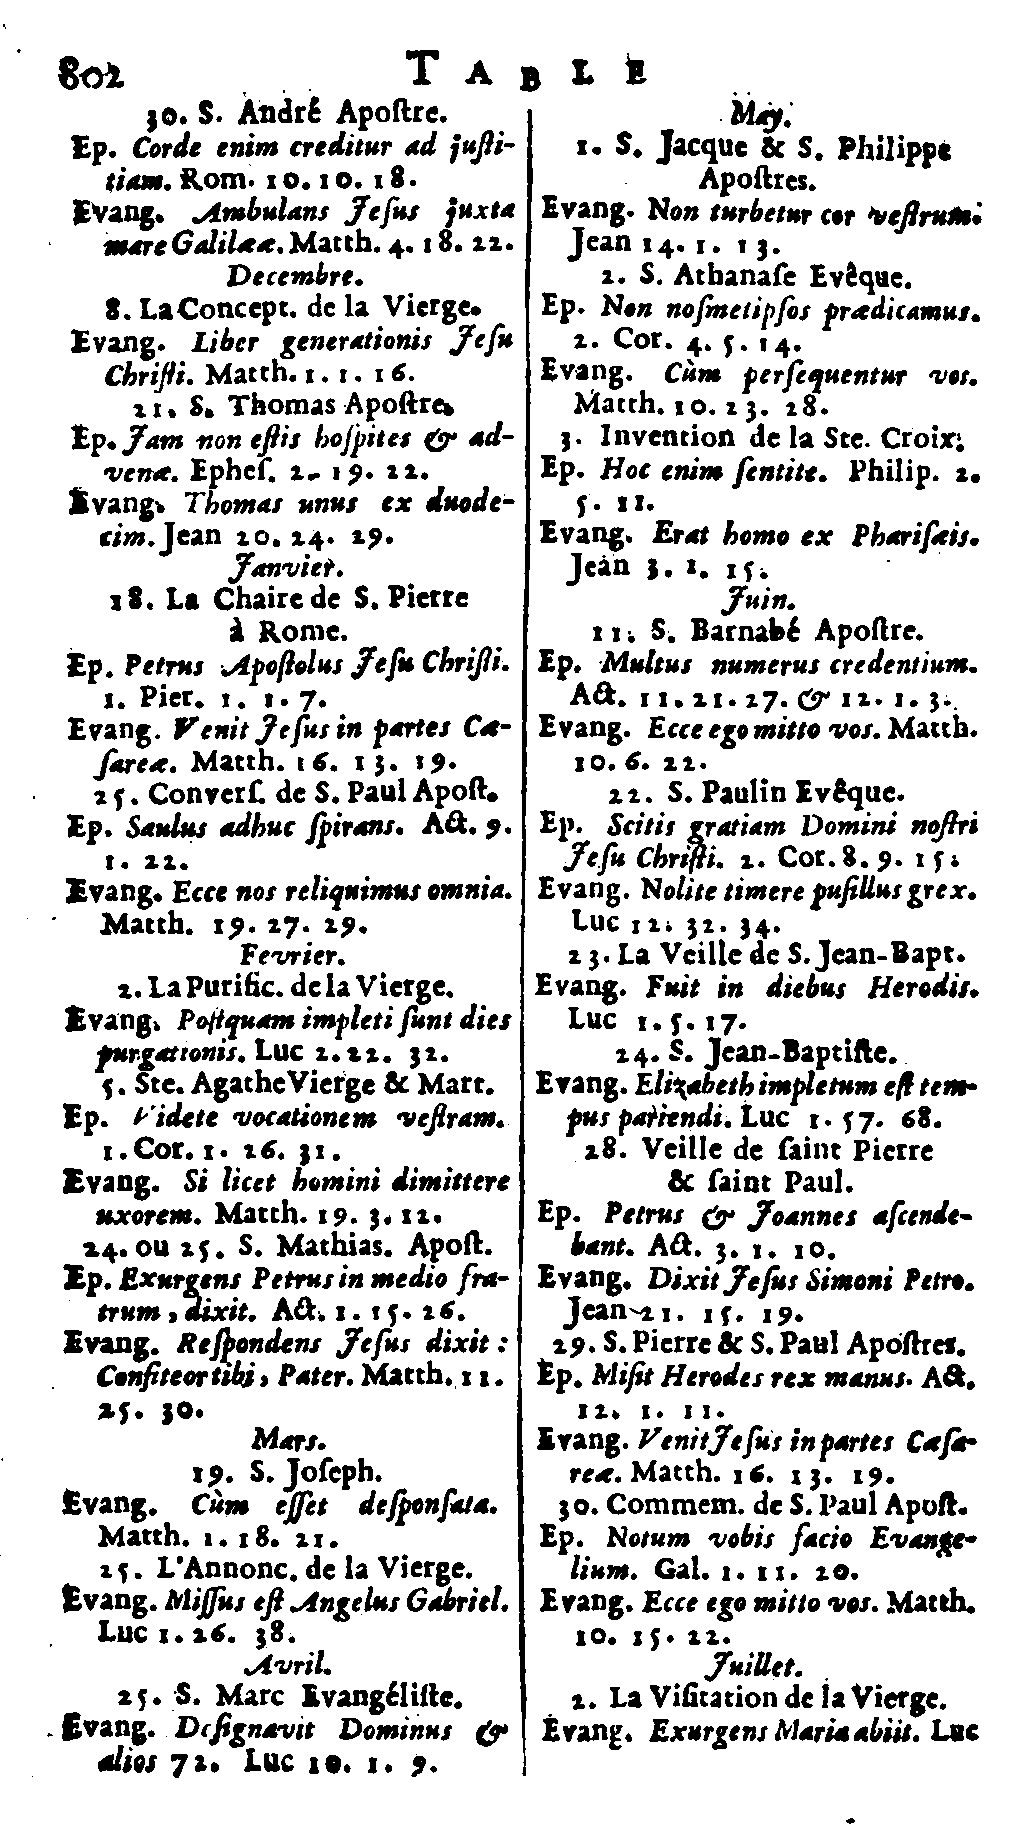 802 TABLE
30. S. André Apoſtre.
Ep. Corde enim creditur ad juſti-
tiam. Rom. 10. 10. 18.
Evang. Ambulans Jeſus juxta
mare Galilææ. Matth. 4. 18. 22.
Decembre.
8. La Concept. de la Vierge.
Evang. Liber generationis Jeſu
Chriſti. Matth. 1. 1. 16.
21. S. Thomas Apoſtre.
Ep. Jam non eſtis hoſpites & ad-
venæ. Epheſ. 2. 19. 22.
Evang. Thomas unus ex duode-
cim. Jean 20. 24. 29.
Janvier.
18. La Chaire de S. Pierre
à Rome.
Ep. Petrus Apoſtolus Jeſu Chriſti.
1. Pier. 1. 1. 7.
Evang. Venit Jeſus in partes Cæ-
ſareæ. Matth. 16. 13. 19.
25. Converſ. de S. Paul Apoſt.
Ep. Saulus adhuc ſpirans. Act. 9.
1. 22.
Evang. Ecce nos reliquimus omnia.
Matth. 19. 27. 29.
Fevrier.
2. La Purific. de la Vierge.
Evang. Poſtquam impleti ſunt dies
purgationis. Luc 2. 22. 32.
5. Ste. Agathe Vierge & Mart.
Ep. Videte vocationem veſtram.
1. Cor. 1. 26. 31.
Evang. Si licet homini dimittere
uxorem. Matth. 19. 3. 12.
24. ou 25. S. Mathias. Apoſt.
Ep. Exurgens Petrus in medio fra-
trum, dixit. Act. 1. 15. 26.
Evang. Reſpondens Jeſus dixit:
Confiteor tibi, Pater. Matth. 11.
25. 30.
Mars.
19. S. Joſeph.
Evang. Cùm eſſet deſponſata.
Matth. 1. 18. 21.
25. L'Annonc. de la Vierge.
Evang. Miſſus eſt Angelus Gabriel.
Luc 1. 26. 38.
Avril.
25. S. Marc Evangéliſte.
Evang. Deſignavit Dominus &
alios 72. Luc 10. 1. 9.
May.
1. S. Jacque & S. Philippe
Apoſtres.
Evang. Non turbetur cor veſtrum.
Jean 14. 1. 13.
2. S. Athanaſe Evêque.
Ep. Non noſmetipſos prædicamus.
2. Cor. 4. 5. 14.
Evang. Cùm perſequentur vos.
Matth. 10. 23. 28.
3. Invention de la Ste. Croix.
Ep. Hoc enim ſentite. Philip. 2.
5. 11.
Evang. Erat homo ex Phariſæis.
Jean 3. 1. 15.
Juin.
11. S. Barnabé Apoſtre.
Ep. Multus numerus credentium.
Act. 11. 21. 27. & 12. 1. 3.
Evang. Ecce ego mitto vos. Matth.
10. 6. 22.
22. S. Paulin Evêque.
Ep. Scitis gratiam Domini noſtri
Jeſu Chriſti. 2. Cor. 8. 9. 15.
Evang. Nolite timere puſillus grex.
Luc 12. 32. 34.
23. La Veille de S. Jean-Bapt.
Evang. Fuit in diebus Herodis.
Luc 1. 5. 17.
24. S. Jean-Baptiſte.
Evang. Elizabeth impletum eſt tem-
pus pariendi. Luc 1. 57. 68.
28. Veille de ſaint Pierre
& ſaint Paul.
Ep. Petrus & Joannes aſcende-
bant. Act. 3. 1. 10.
Evang. Dixit Jeſus Simoni Petro.
Jean 21. 15. 19.
29. S. Pierre & S. Paul Apoſtres.
Ep. Miſit Herodes rex manus. Act.
12. 1. 11.
Evang. Venit Jeſus in partes Cæſa-
reæ. Matth. 16. 13. 19.
30. Commem. de S. Paul Apoſt.
Ep. Notum vobis facio Evange-
lium. Gal. 1. 11. 20.
Evang. Ecce ego mitto vos. Matth.
10. 15. 22.
Juillet.
2. La Viſitation de la Vierge.
Evang. Exurgens Maria abiit. Luc